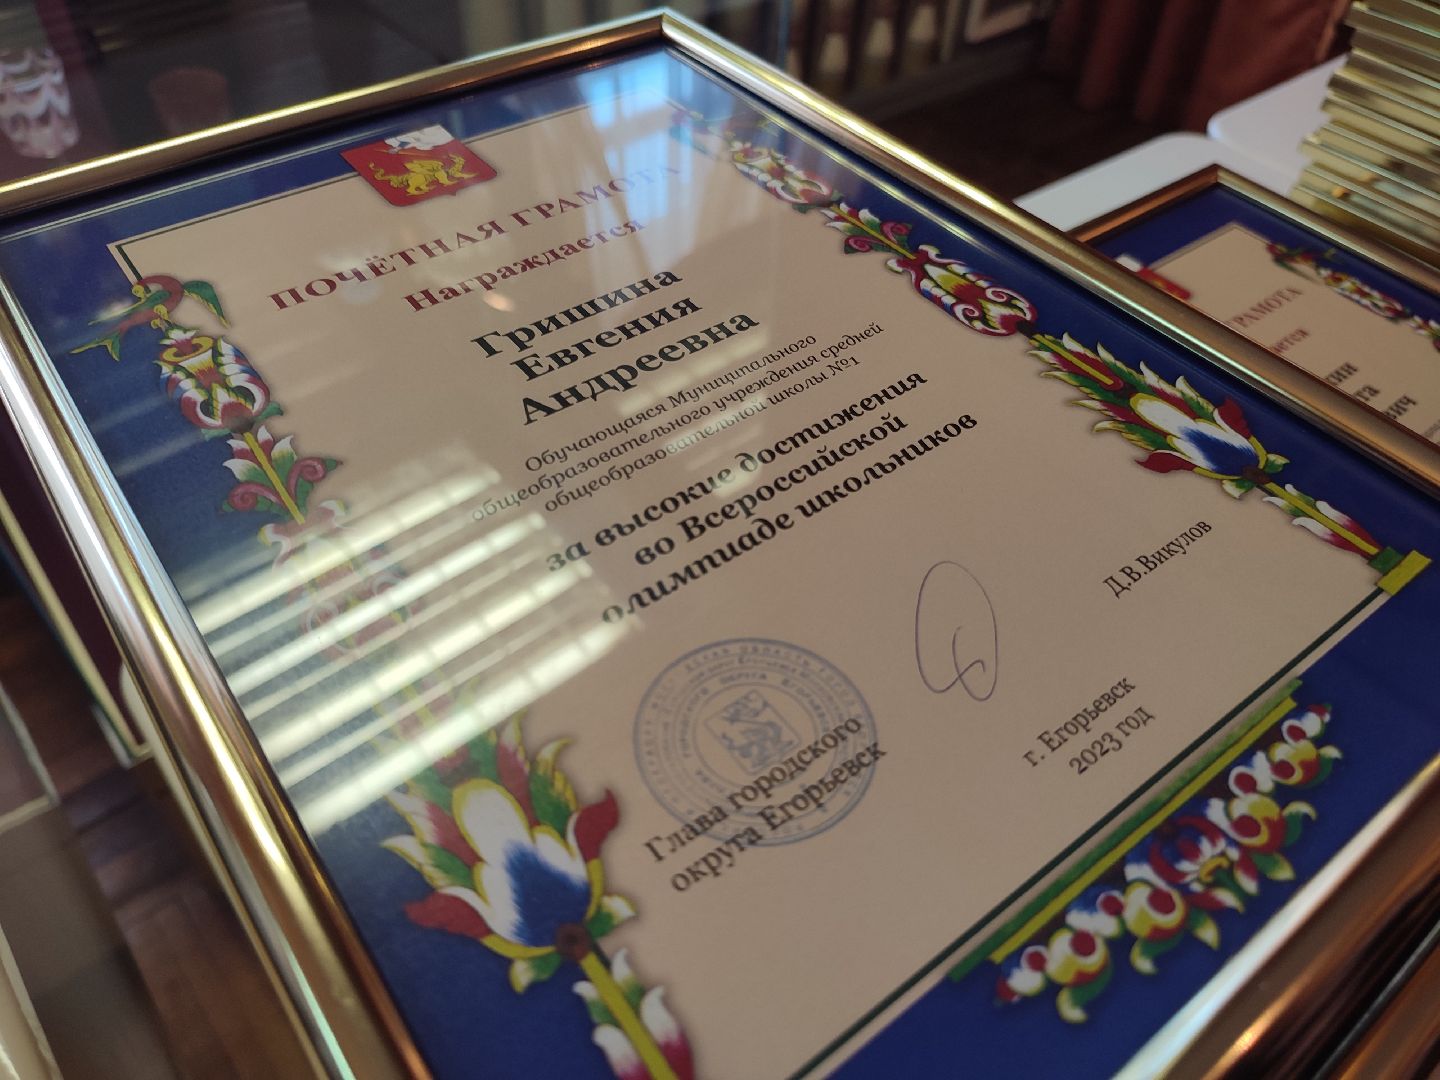 ПОЧЁТНАЯ ГРАМОТА
Награждается
Гришина
Евгения
Андреевна
Обучающаяся Муниципального
общеобразовательного учреждения средней
общеобразовательной школы №1
за высокие достижения
во Всероссийской
олимпиаде школьников
Глава городского
округа Егорьевск
Д.В.Викулов
г. Егорьевск
2023 год
ГРАМОТА